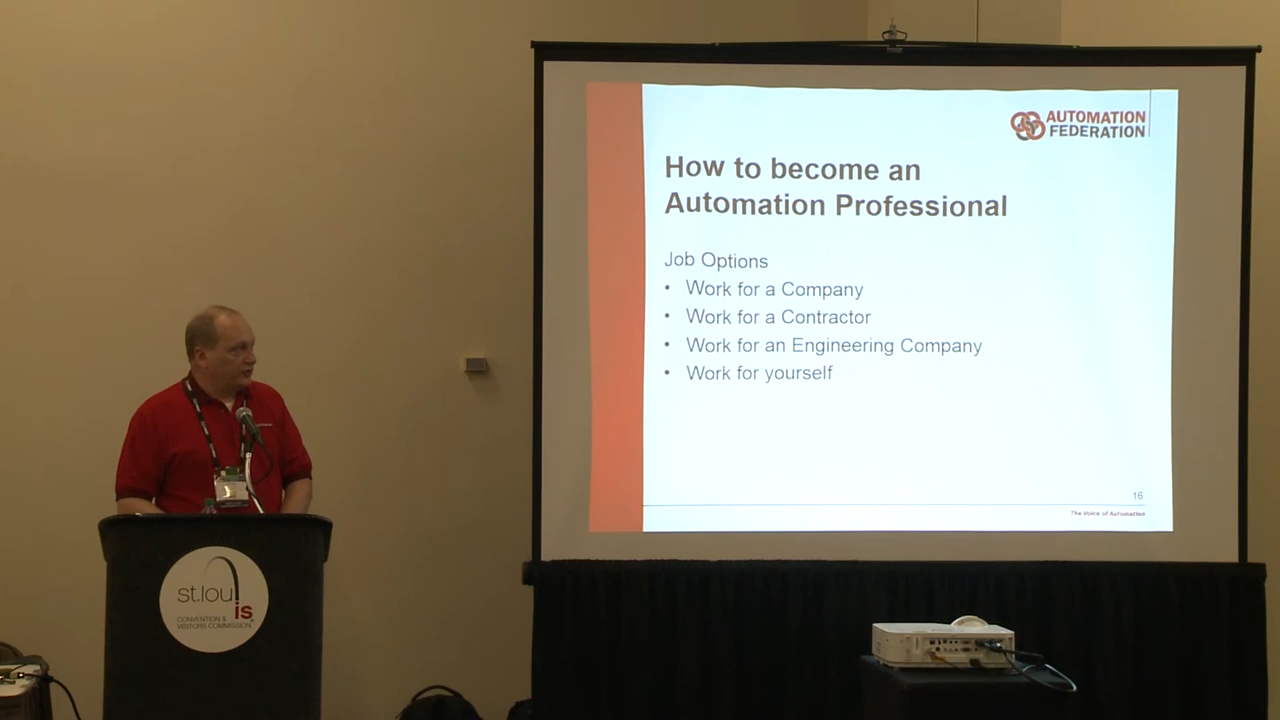 AUTOMATION
FEDERATION
How to become an
Automation Professional
Job Options
• Work for a Company
• Work for a Contractor
• Work for an Engineering Company
• Work for yourself
16
The Voice of Automation
st.louis
CONVENTION &
VISITORS COMMISSION